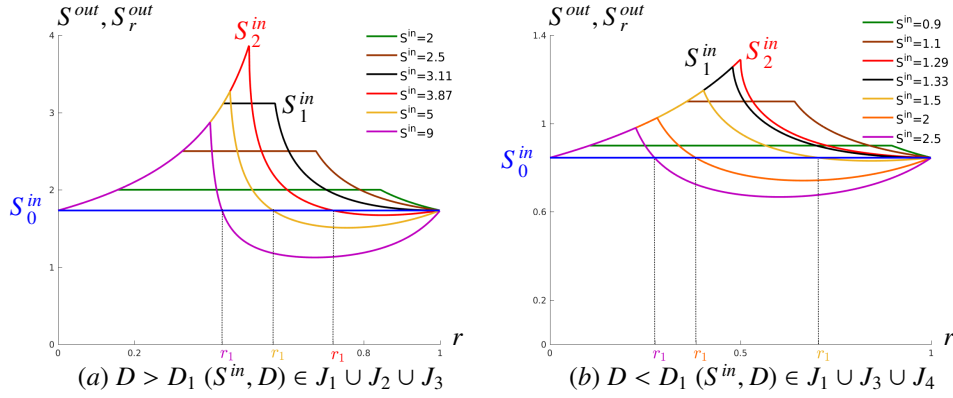 S^out, S_r^out
S^out, S_r^out
4
3
2
1
0
0
0.2
0.8
1
r
S_2^in
S_1^in
S_0^in
S^in=2
S^in=2.5
S^in=3.11
S^in=3.87
S^in=5
S^in=9
r_1
r_1
r_1
(a) D > D_1 (S^in, D) ∈ J_1 ∪ J_2 ∪ J_3
1.4
1
0.6
0.2
0
0
0.5
1
r
S_1^in
S_2^in
S_0^in
S^in=0.9
S^in=1.1
S^in=1.29
S^in=1.33
S^in=1.5
S^in=2
S^in=2.5
r_1
r_1
r_1
(b) D < D_1 (S^in, D) ∈ J_1 ∪ J_3 ∪ J_4